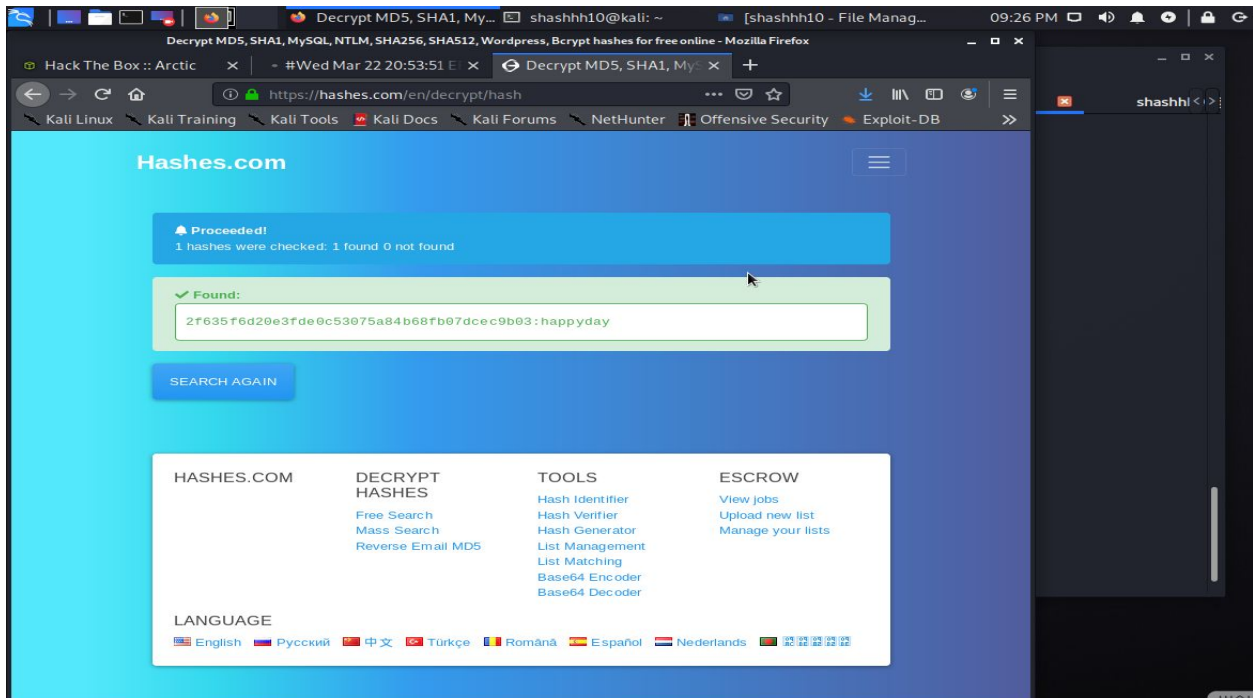 Decrypt MD5, SHA1, My... shashhh10@kali: ~ [shashhh10 - File Manag... 09:26 PM
Decrypt MD5, SHA1, MySQL, NTLM, SHA256, SHA512, Wordpress, Bcrypt hashes for free online - Mozilla Firefox
Hack The Box :: Arctic #Wed Mar 22 20:53:51 E Decrypt MD5, SHA1, MyS
https://hashes.com/en/decrypt/hash
shashhl
Kali Linux Kali Training Kali Tools Kali Docs Kali Forums NetHunter Offensive Security Exploit-DB
Hashes.com
Proceeded!
1 hashes were checked: 1 found 0 not found
Found:
2f635f6d20e3fde0c53075a84b68fb07dcec9b03:happyday
SEARCH AGAIN
HASHES.COM
DECRYPT
HASHES
Free Search
Mass Search
Reverse Email MD5
TOOLS
Hash Identifier
Hash Verifier
Hash Generator
List Management
List Matching
Base64 Encoder
Base64 Decoder
ESCROW
View jobs
Upload new list
Manage your lists
LANGUAGE
English Русский 中文 Türkçe Română Español Nederlands